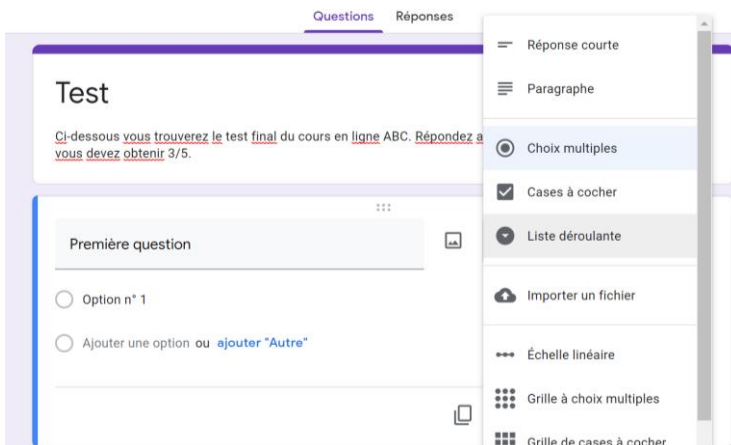 Questions Réponses
Test
Ci-dessous vous trouverez le test final du cours en ligne ABC. Répondez a
vous devez obtenir 3/5.
Première question
Option n° 1
Ajouter une option ou ajouter "Autre"
Réponse courte
Paragraphe
Choix multiples
Cases à cocher
Liste déroulante
Importer un fichier
Échelle linéaire
Grille à choix multiples
Grille de cases à cocher